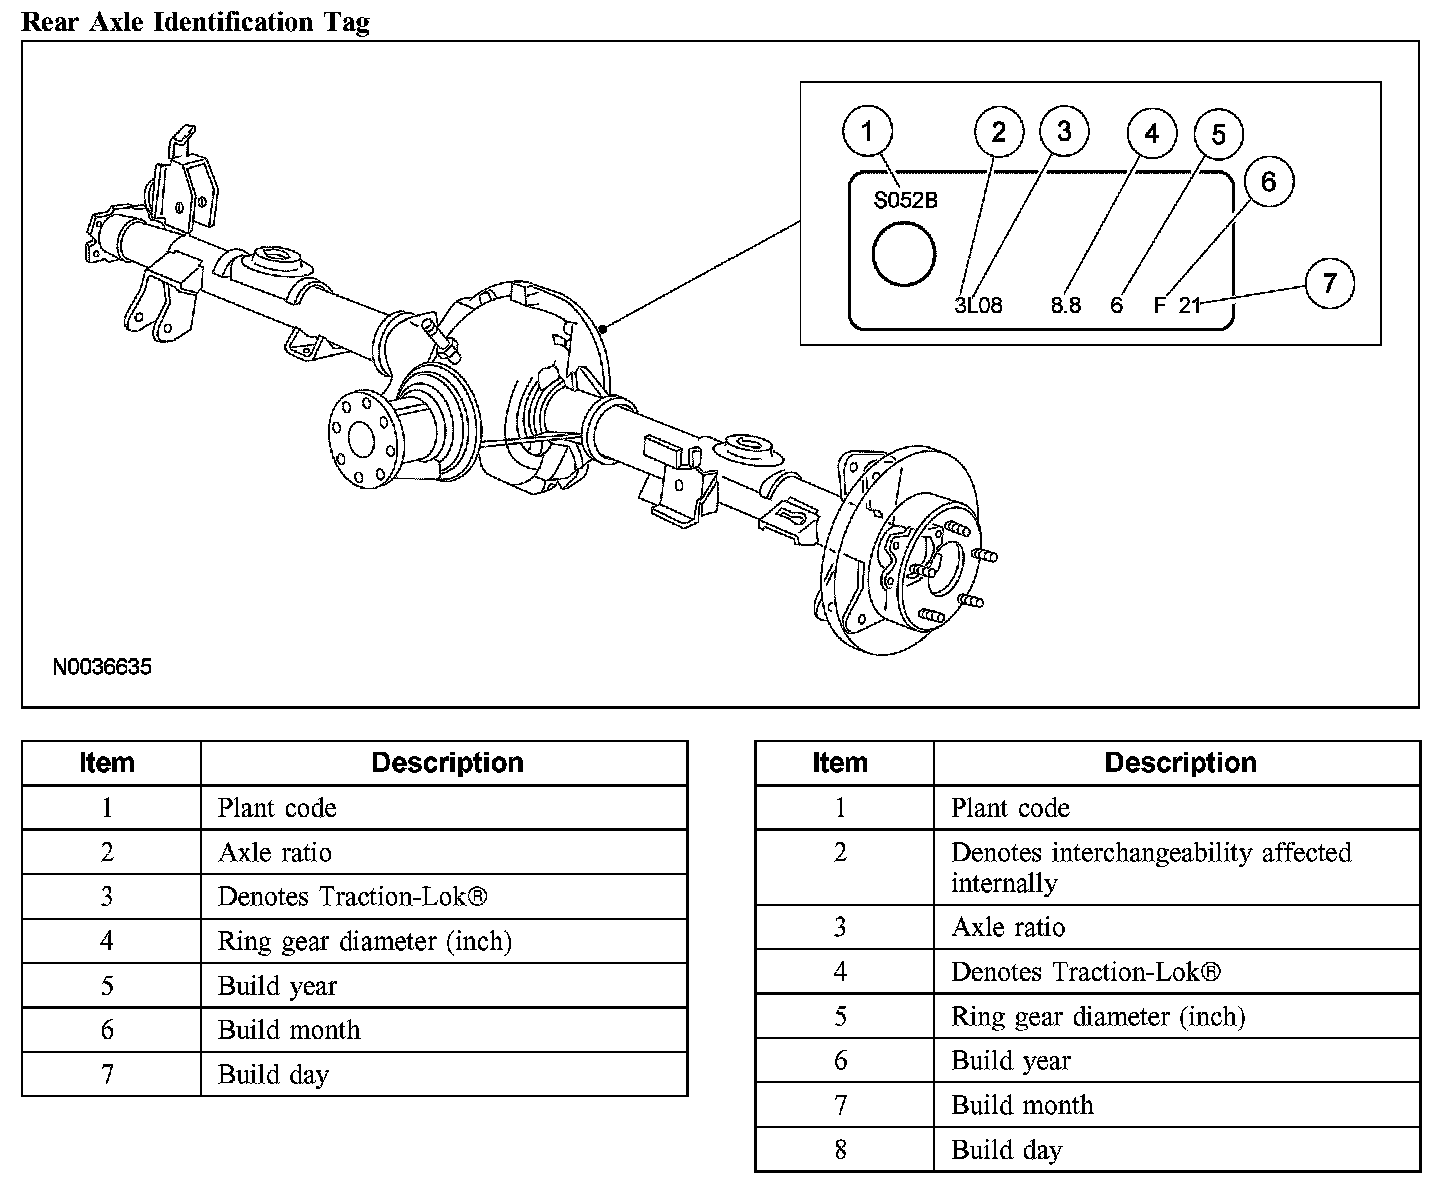 Rear Axle Identification Tag
1
2
3
4
5
6
7
S052B
3L08 8.8 6 F 21
N0036635
Item Description
1 Plant code
2 Axle ratio
3 Denotes Traction-Lok®
4 Ring gear diameter (inch)
5 Build year
6 Build month
7 Build day
Item Description
1 Plant code
2 Denotes interchangeability affected
internally
3 Axle ratio
4 Denotes Traction-Lok®
5 Ring gear diameter (inch)
6 Build year
7 Build month
8 Build day